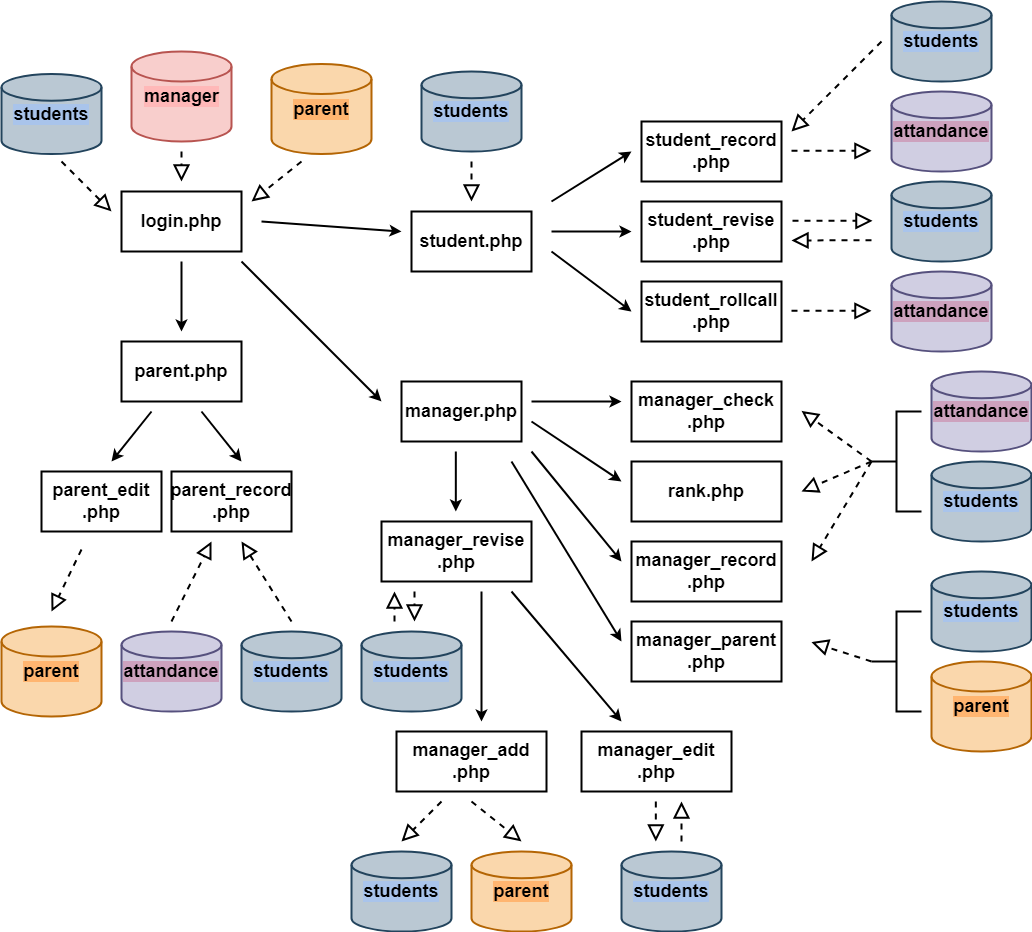 students
manager
parent
students
students
login.php
student.php
student_record
.php
attandance
student_revise
.php
students
student_rollcall
.php
attandance
parent.php
manager.php
manager_check
.php
attandance
parent_edit
.php
parent_record
.php
rank.php
students
manager_revise
.php
manager_record
.php
students
manager_parent
.php
parent
attandance
students
students
parent
manager_add
.php
manager_edit
.php
students
parent
students